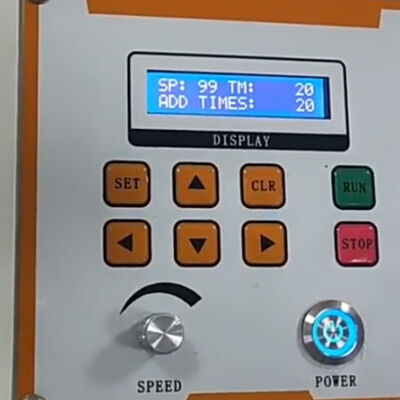 SP: 99 TM: 20
ADD TIMES: 20
DISPLAY
SET CLR RUN
STOP
SPEED POWER